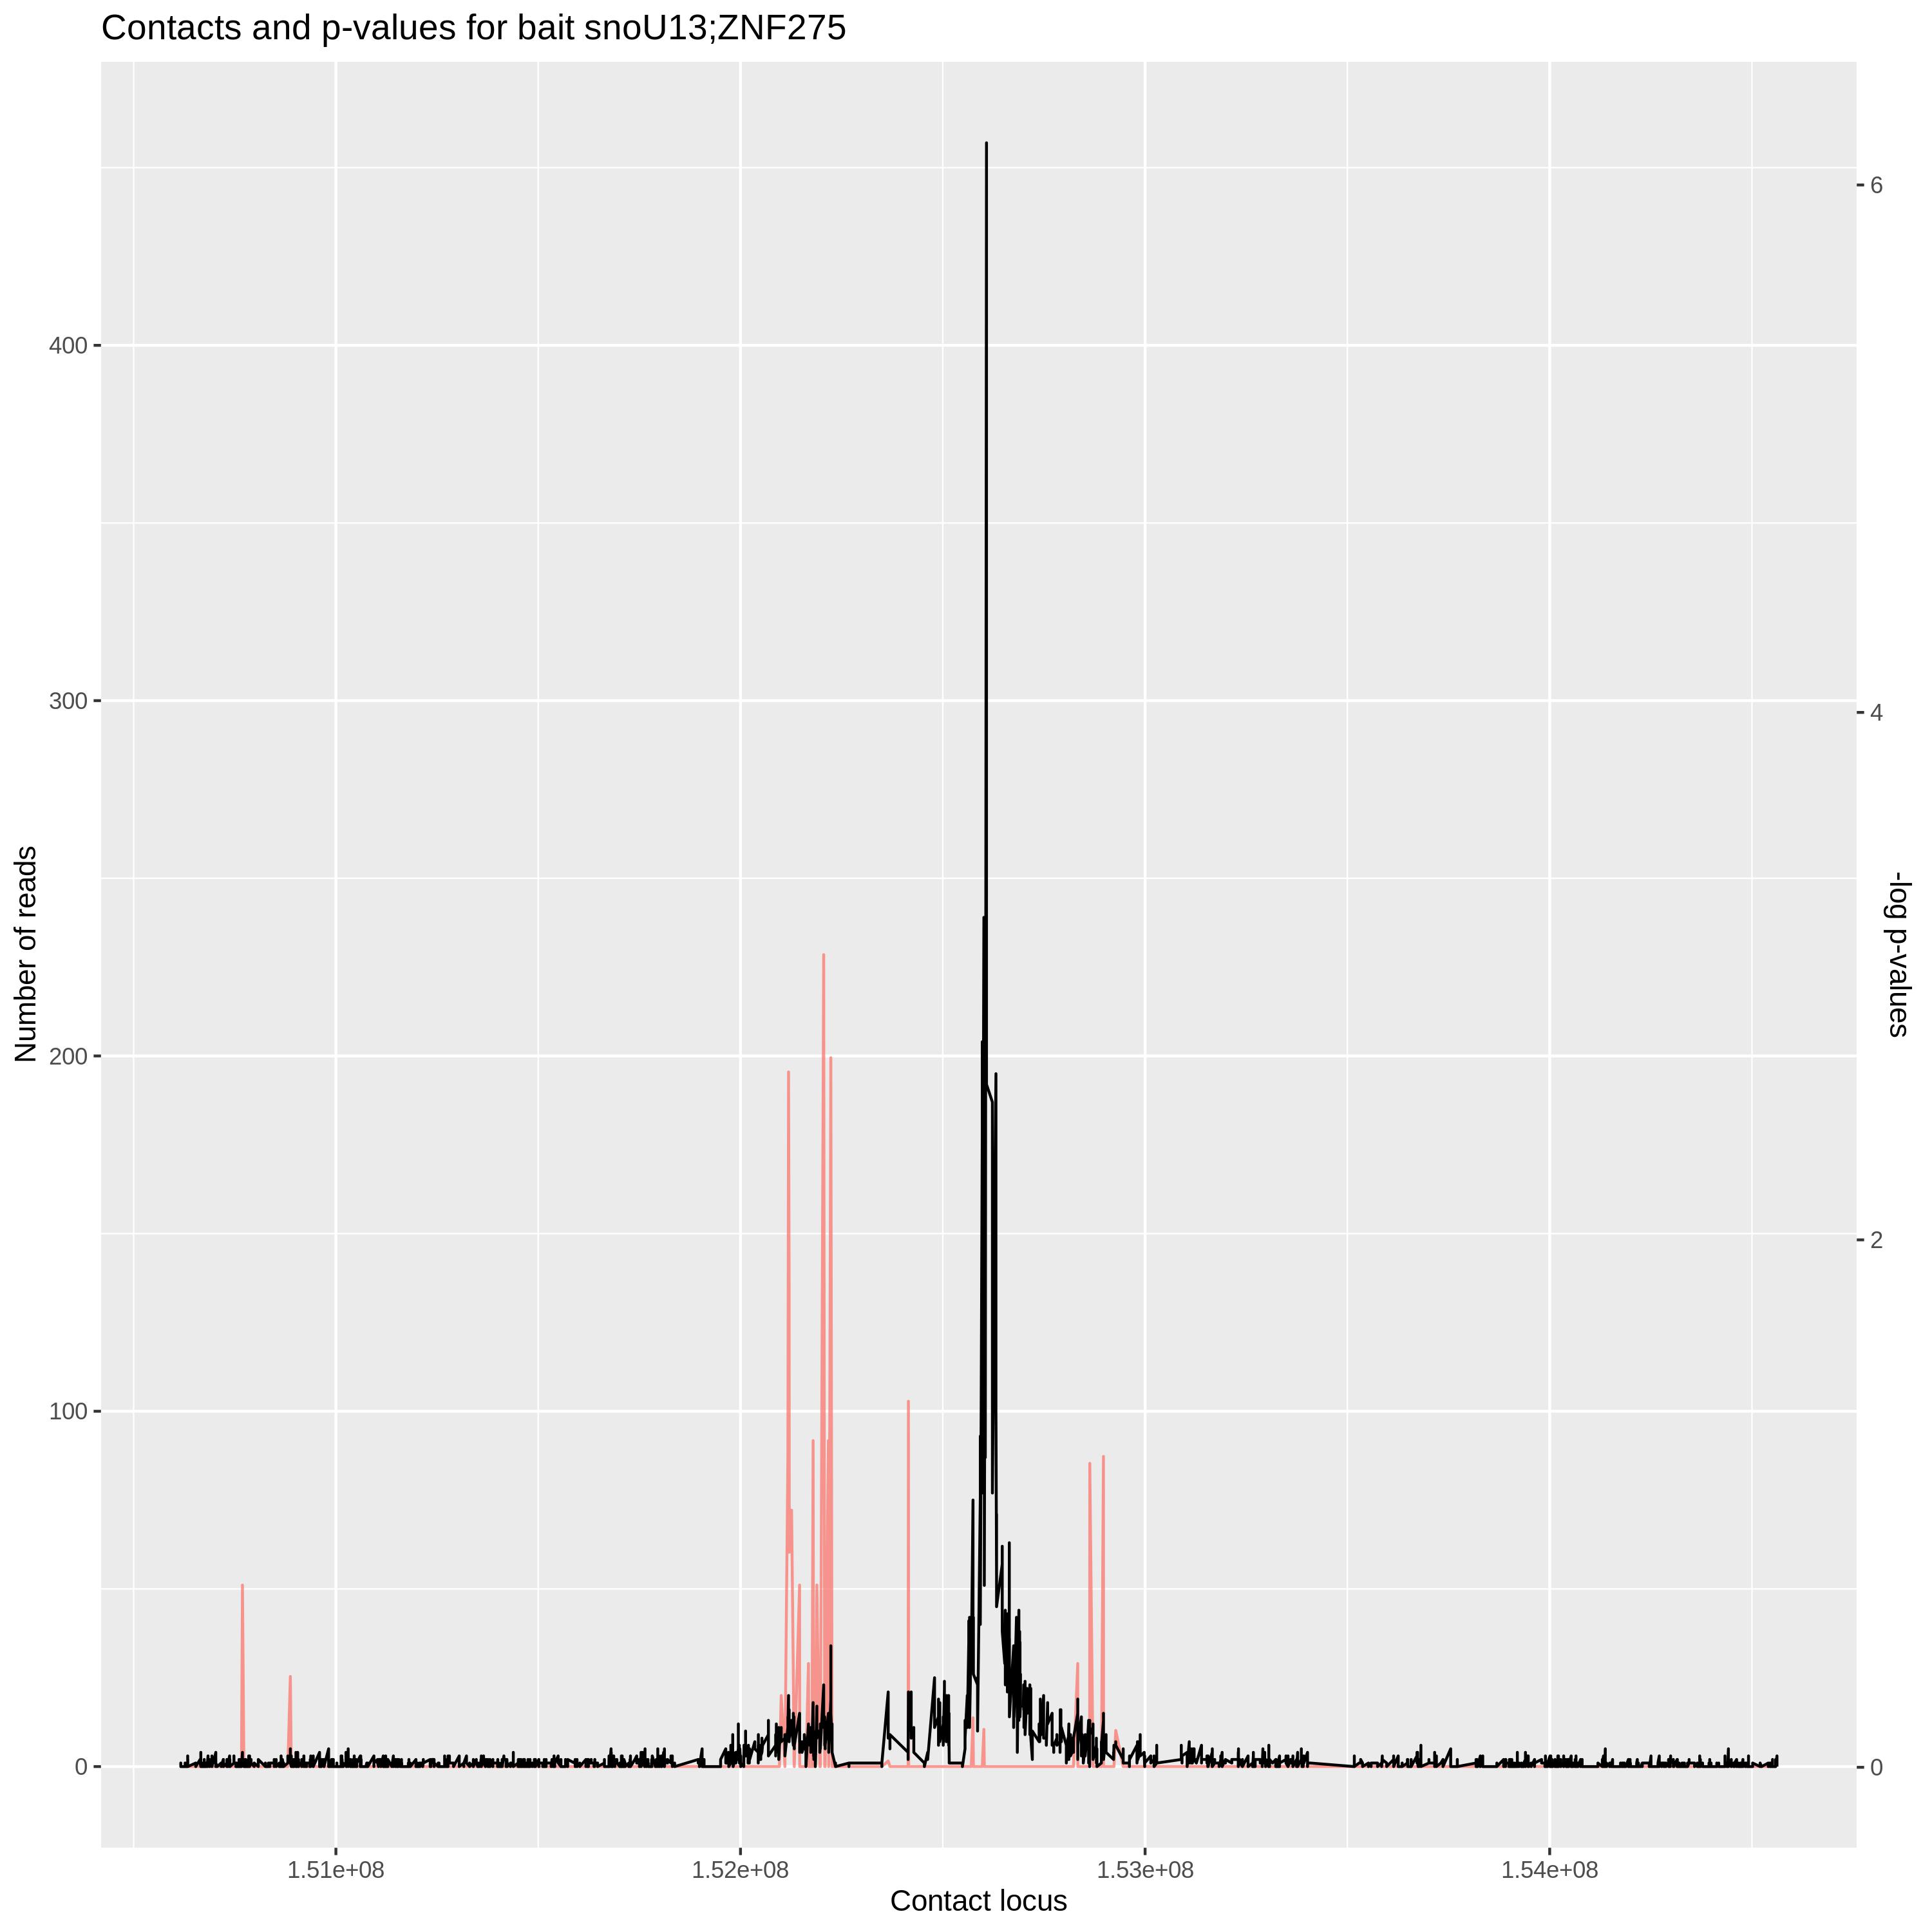 Contacts and p-values for bait snoU13;ZNF275
Number of reads
400
300
200
100
0
6
4
2
0
-log p-values
1.51e+08
1.52e+08
1.53e+08
1.54e+08
Contact locus